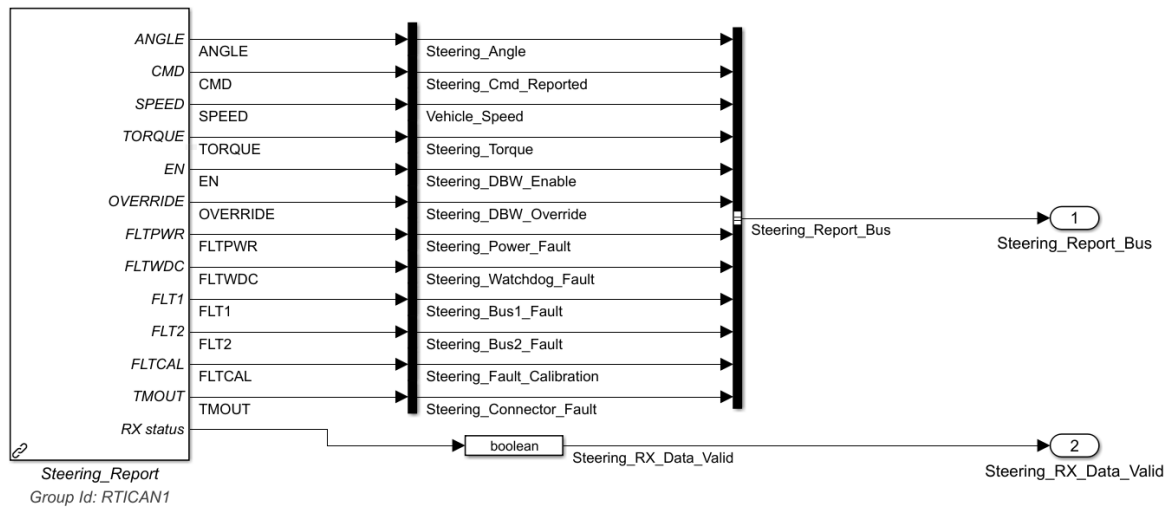 ANGLE
ANGLE
Steering_Angle
CMD
CMD
Steering_Cmd_Reported
SPEED
SPEED
Vehicle_Speed
TORQUE
TORQUE
Steering_Torque
EN
EN
Steering_DBW_Enable
OVERRIDE
OVERRIDE
Steering_DBW_Override
1
Steering_Report_Bus
Steering_Report_Bus
FLTPWR
FLTPWR
Steering_Power_Fault
FLTWDC
FLTWDC
Steering_Watchdog_Fault
FLT1
FLT1
Steering_Bus1_Fault
FLT2
FLT2
Steering_Bus2_Fault
FLTCAL
FLTCAL
Steering_Fault_Calibration
TMOUT
TMOUT
Steering_Connector_Fault
RX status
boolean
Steering_RX_Data_Valid
2
Steering_RX_Data_Valid
Steering_Report
Group Id: RTICAN1